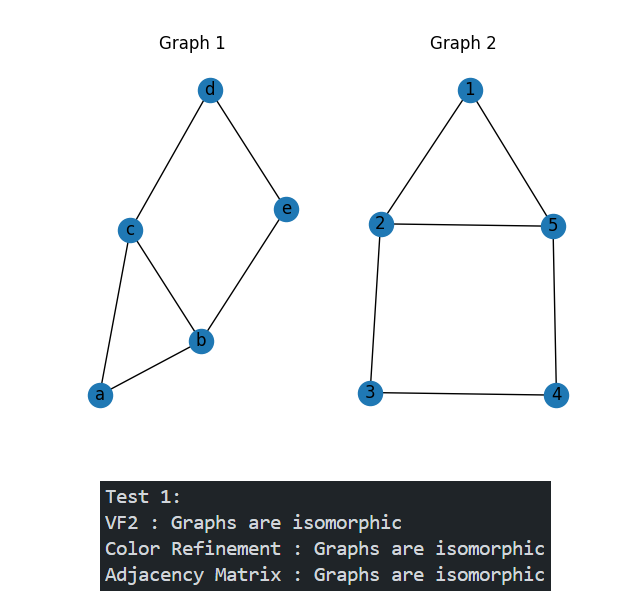 Graph 1
Graph 2
d
c
e
b
a
1
2
5
3
4
Test 1:
VF2 : Graphs are isomorphic
Color Refinement : Graphs are isomorphic
Adjacency Matrix : Graphs are isomorphic